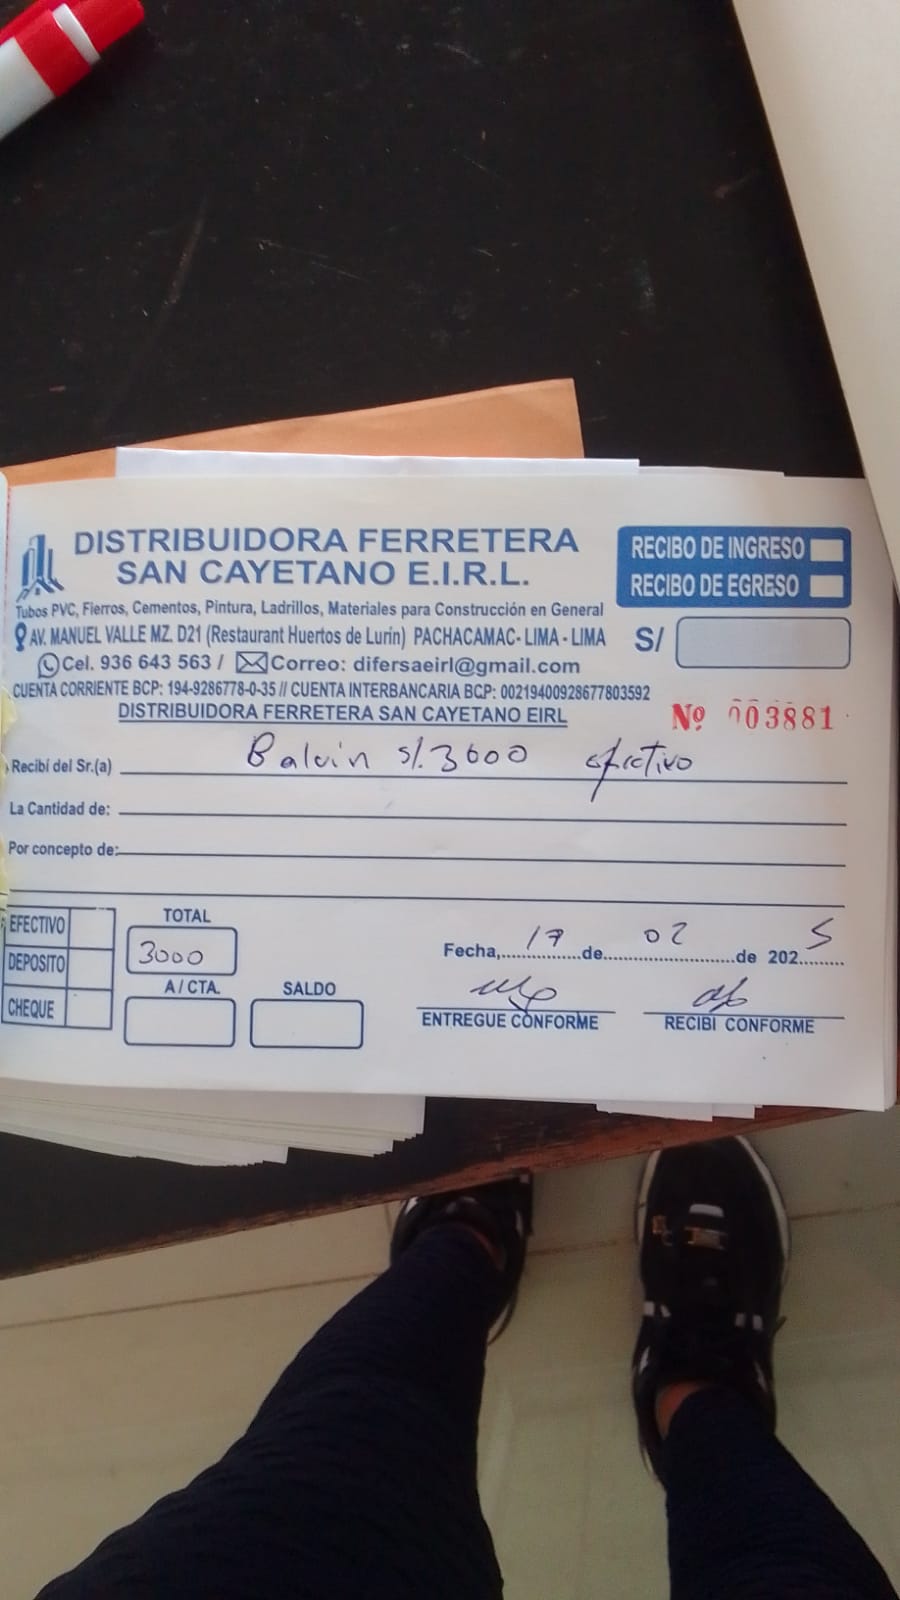 DISTRIBUIDORA FERRETERA
SAN CAYETANO E.I.R.L.
Tubos PVC, Fierros, Cementos, Pintura, Ladrillos, Materiales para Construcción en General
AV. MANUEL VALLE MZ. D21 (Restaurant Huertos de Lurín) PACHACAMAC- LIMA - LIMA
Cel. 936 643 563 / Correo: difersaeirl@gmail.com
CUENTA CORRIENTE BCP: 194-9286778-0-35 // CUENTA INTERBANCARIA BCP: 00219400928677803592
DISTRIBUIDORA FERRETERA SAN CAYETANO EIRL
RECIBO DE INGRESO
RECIBO DE EGRESO
S/
Nº 003881
Recibí del Sr.(a) Balvin s/. 3000 efectivo
La Cantidad de:
Por concepto de:
EFECTIVO
DEPOSITO
CHEQUE
TOTAL
3000
A / CTA.
SALDO
Fecha, 17 de 02 de 2025
ENTREGUE CONFORME
RECIBI CONFORME